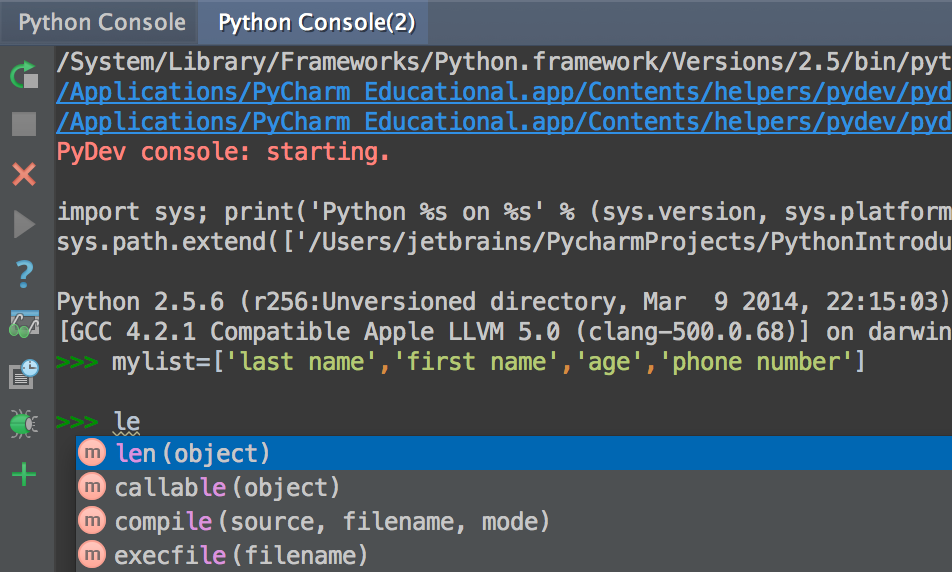 Python Console Python Console(2)
/System/Library/Frameworks/Python.framework/Versions/2.5/bin/pyt
/Applications/PyCharm Educational.app/Contents/helpers/pydev/pyd
/Applications/PyCharm Educational.app/Contents/helpers/pydev/pyd
PyDev console: starting.
import sys; print('Python %s on %s' % (sys.version, sys.platform
sys.path.extend(['/Users/jetbrains/PycharmProjects/PythonIntrodu
Python 2.5.6 (r256:Unversioned directory, Mar  9 2014, 22:15:03)
[GCC 4.2.1 Compatible Apple LLVM 5.0 (clang-500.0.68)] on darwin
>>> mylist=['last name','first name','age','phone number']
>>> le
m len(object)
m callable(object)
m compile(source, filename, mode)
m execfile(filename)